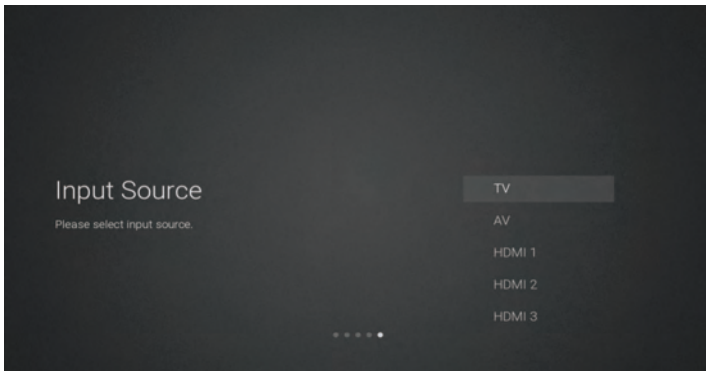 Input Source
Please select input source.
TV
AV
HDMI 1
HDMI 2
HDMI 3